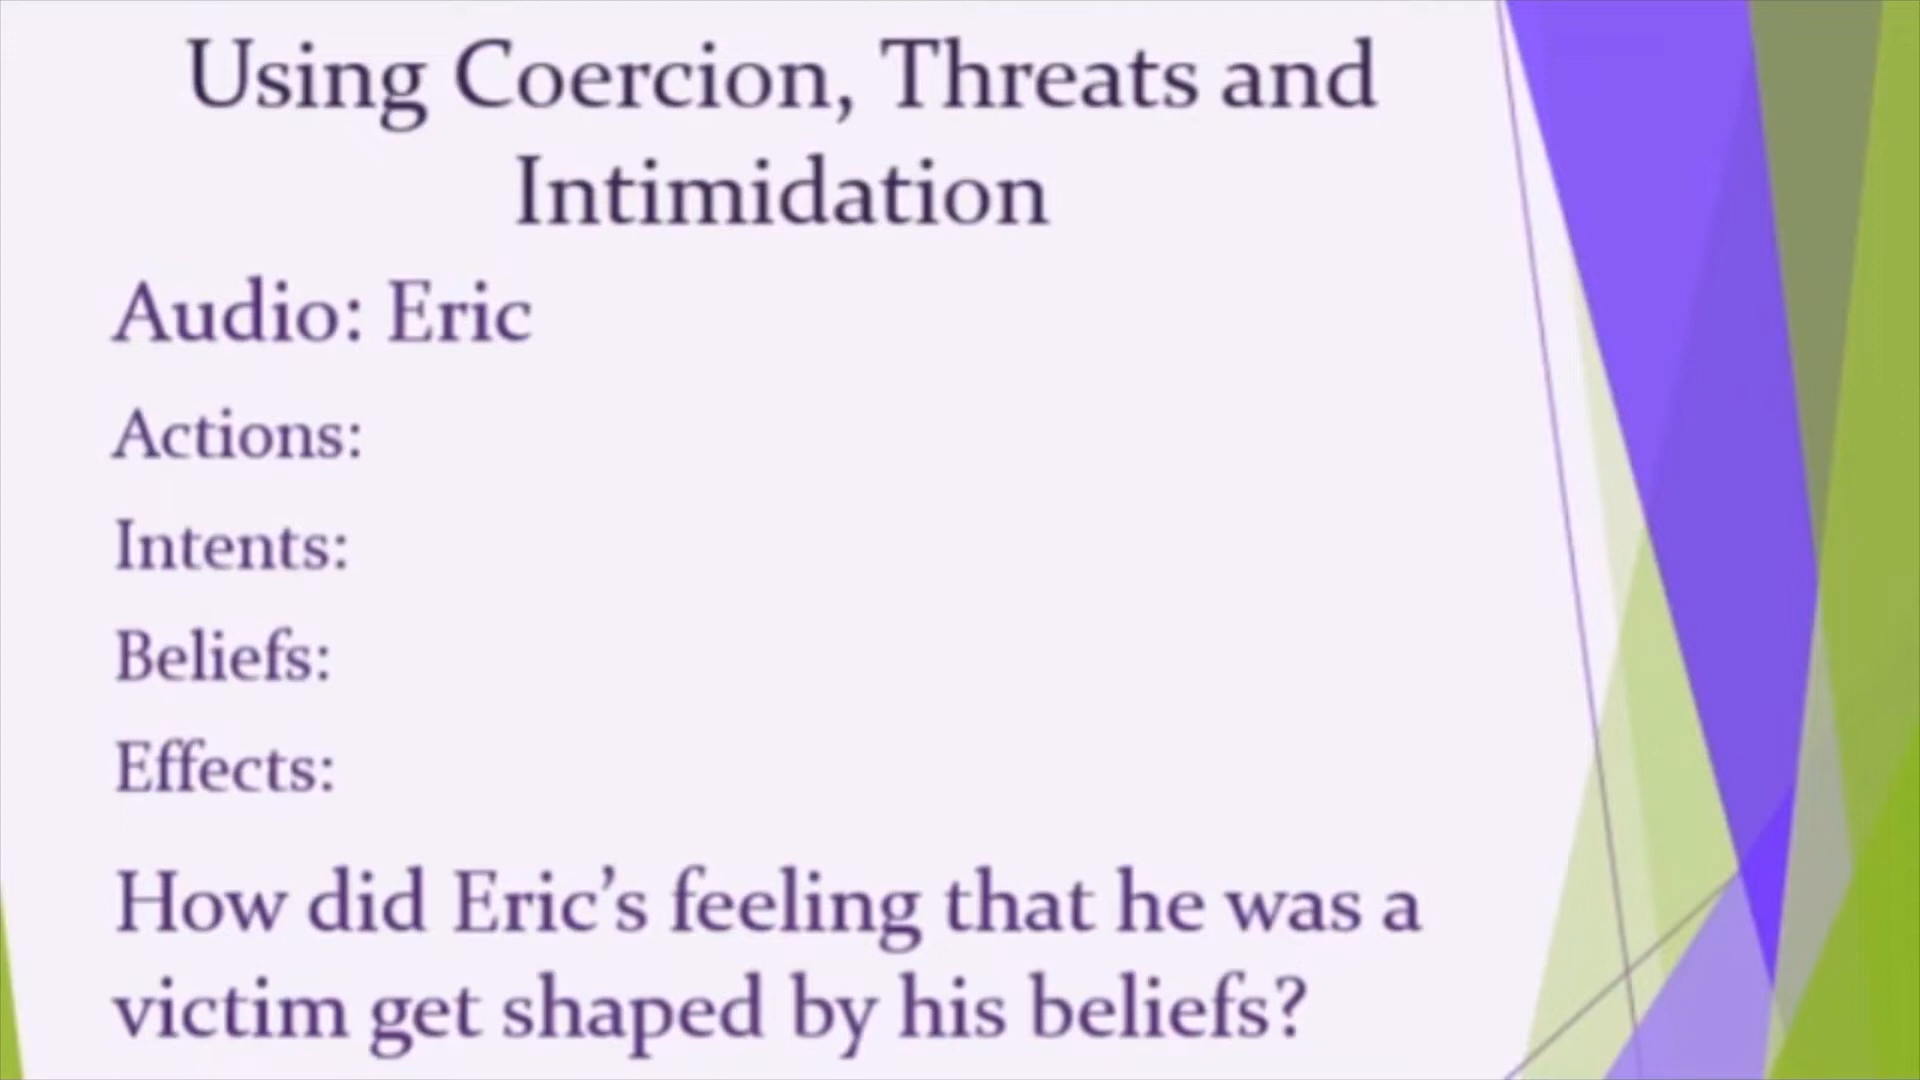 Using Coercion, Threats and
Intimidation
Audio: Eric
Actions:
Intents:
Beliefs:
Effects:
How did Eric’s feeling that he was a
victim get shaped by his beliefs?